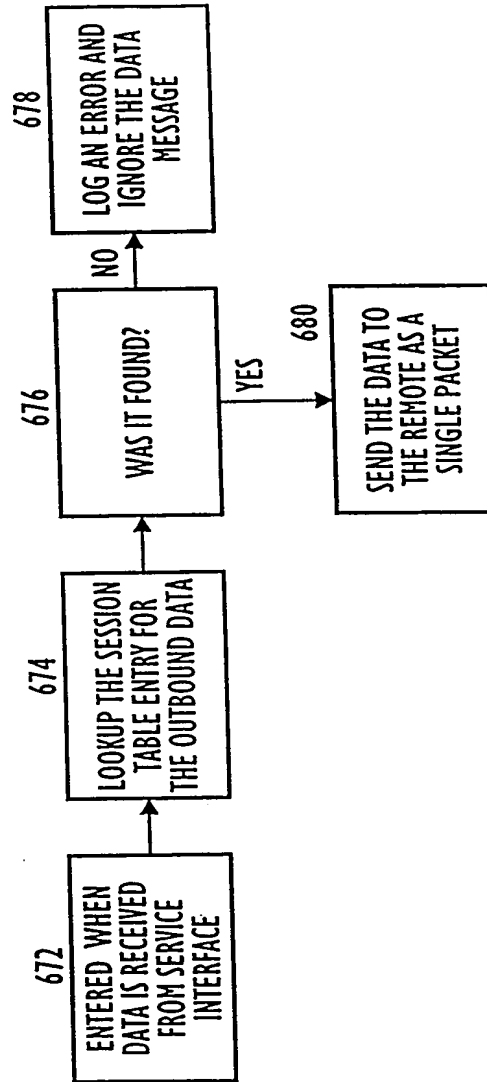 672
ENTERED WHEN
DATA IS RECEIVED
FROM SERVICE
INTERFACE
674
LOOKUP THE SESSION
TABLE ENTRY FOR
THE OUTBOUND DATA
676
WAS IT FOUND?
NO
678
LOG AN ERROR AND
IGNORE THE DATA
MESSAGE
YES
680
SEND THE DATA TO
THE REMOTE AS A
SINGLE PACKET